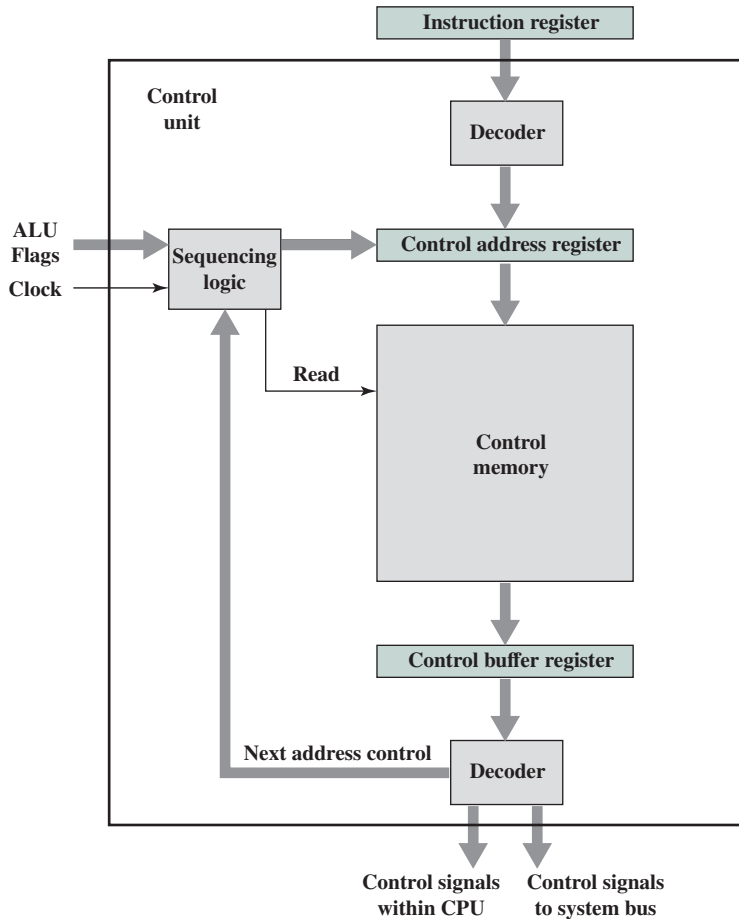 Instruction register
Control
unit
Decoder
ALU
Flags
Control address register
Sequencing
logic
Clock
Read
Control
memory
Control buffer register
Next address control
Decoder
Control signals
within CPU
Control signals
to system bus